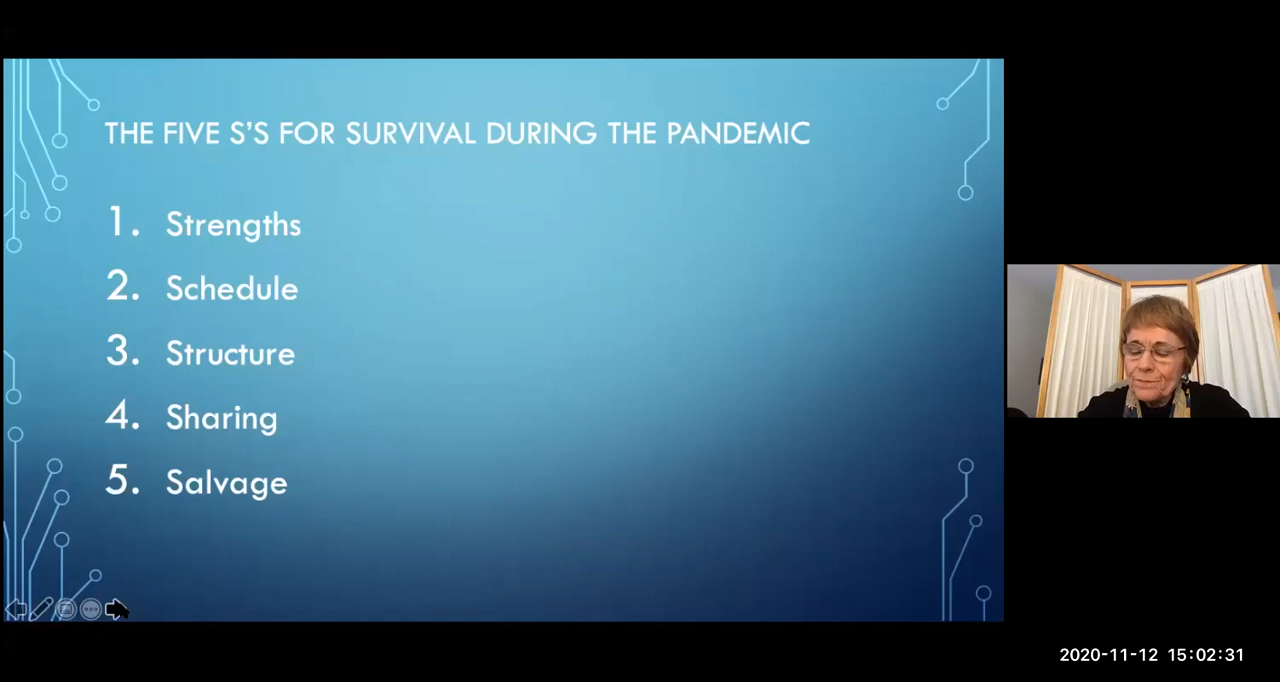 THE FIVE S'S FOR SURVIVAL DURING THE PANDEMIC
1. Strengths
2. Schedule
3. Structure
4. Sharing
5. Salvage
2020-11-12 15:02:31